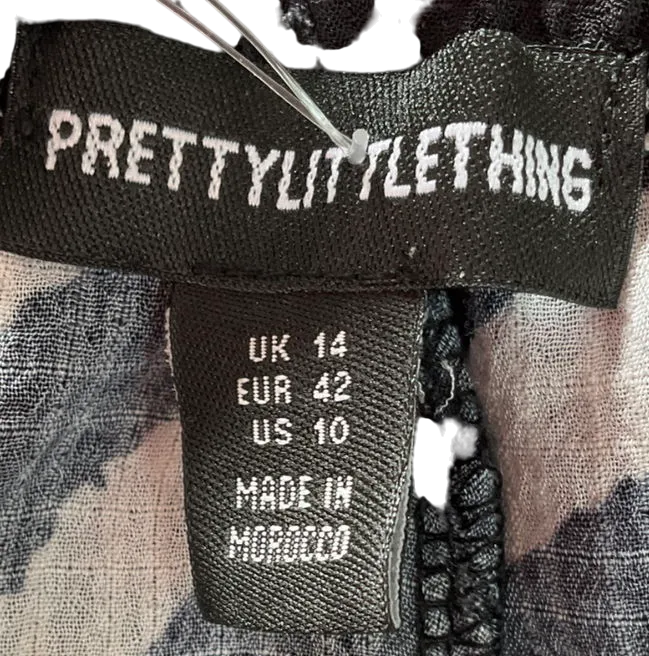 PRETTYLITTLETHING
UK 14
EUR 42
US 10
MADE IN
MOROCCO